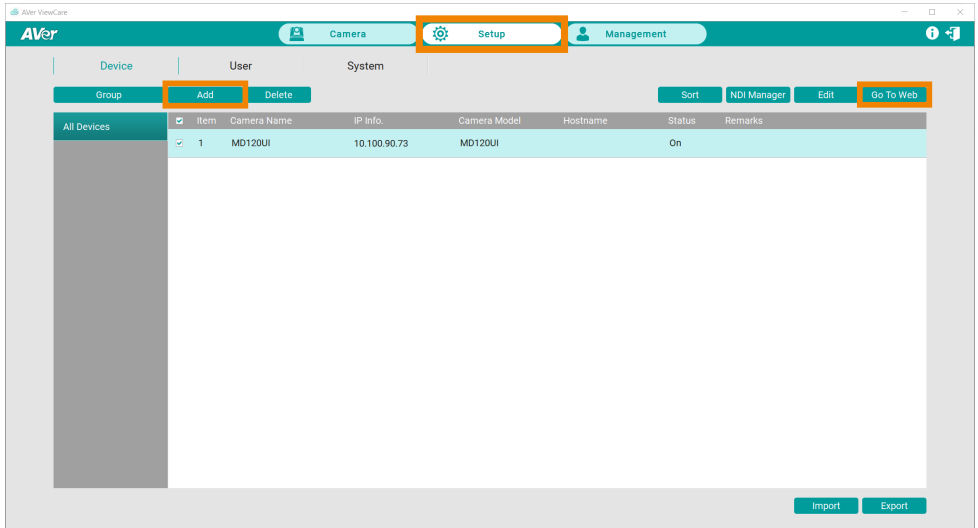 AVer ViewCare
AVer Camera Setup Management
Device User System
Group Add Delete Sort NDI Manager Edit Go To Web
All Devices Item Camera Name IP Info. Camera Model Hostname Status Remarks
1 MD120UI 10.100.90.73 MD120UI On
Import Export